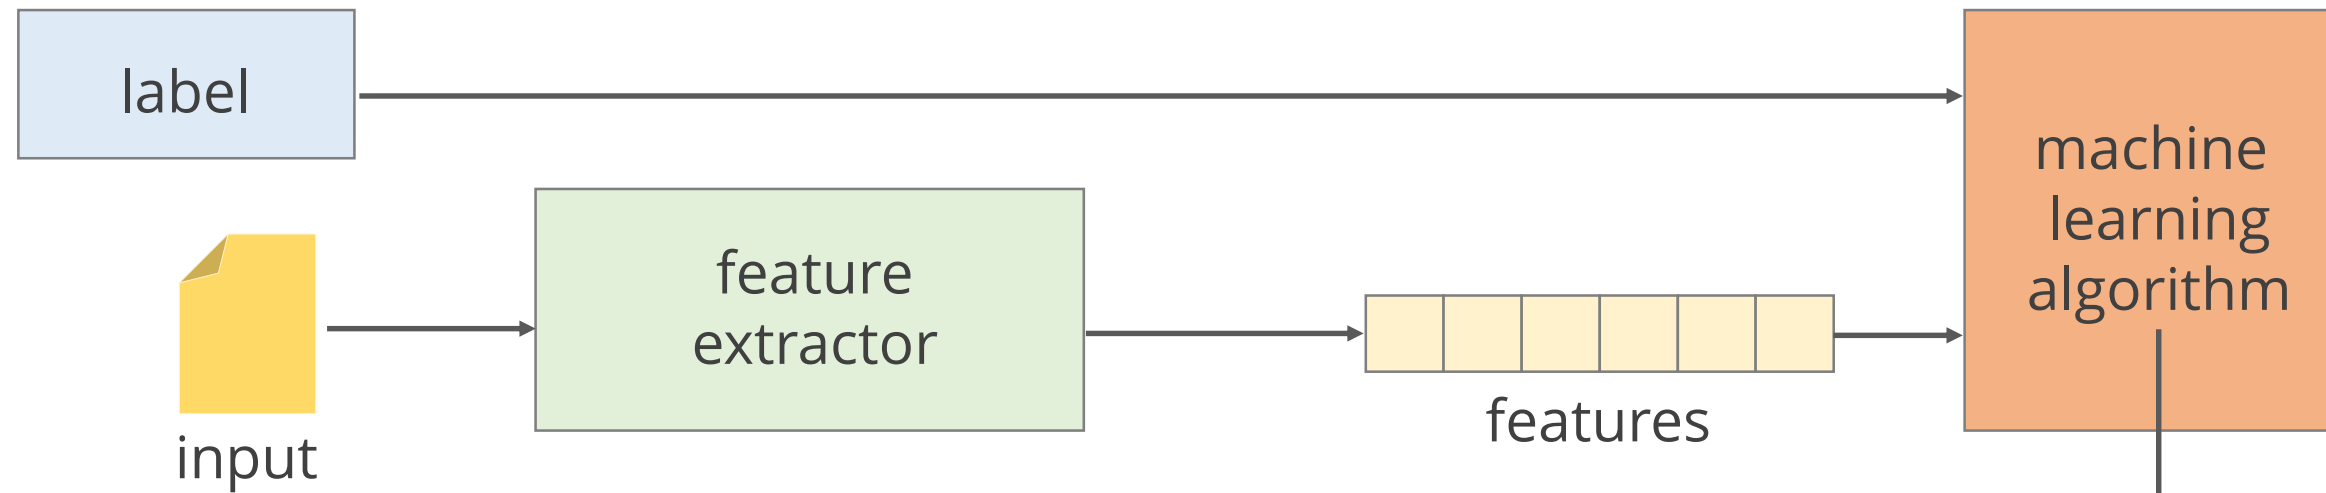 label
feature
extractor
input
features
machine
learning
algorithm